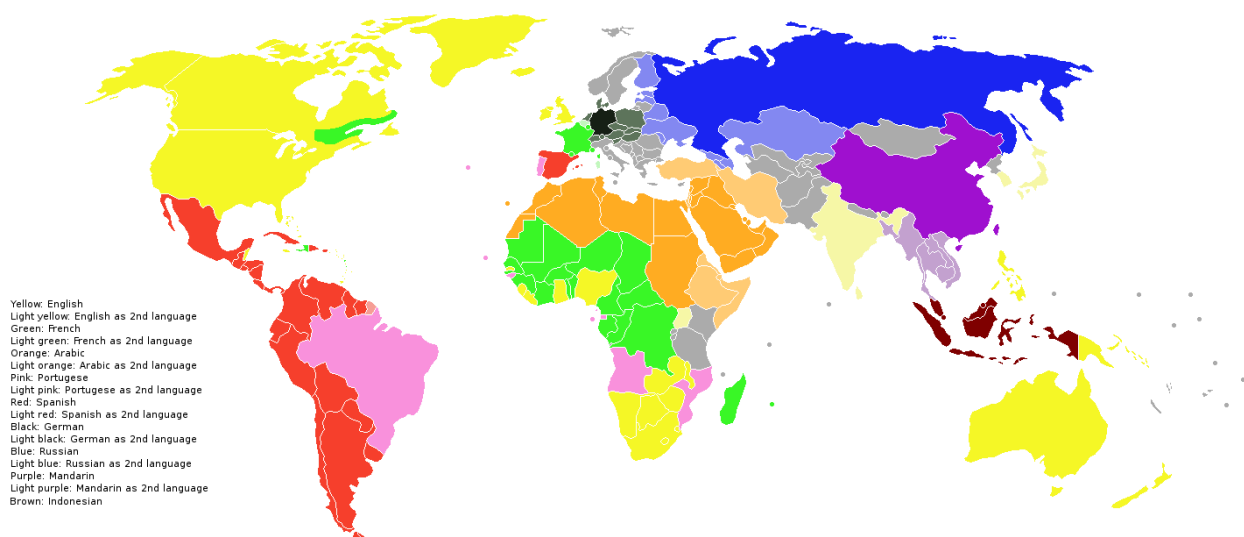 Yellow: English
Light yellow: English as 2nd language
Green: French
Light green: French as 2nd language
Orange: Arabic
Light orange: Arabic as 2nd language
Pink: Portugese
Light pink: Portugese as 2nd language
Red: Spanish
Light red: Spanish as 2nd language
Black: German
Light black: German as 2nd language
Blue: Russian
Light blue: Russian as 2nd language
Purple: Mandarin
Light purple: Mandarin as 2nd language
Brown: Indonesian